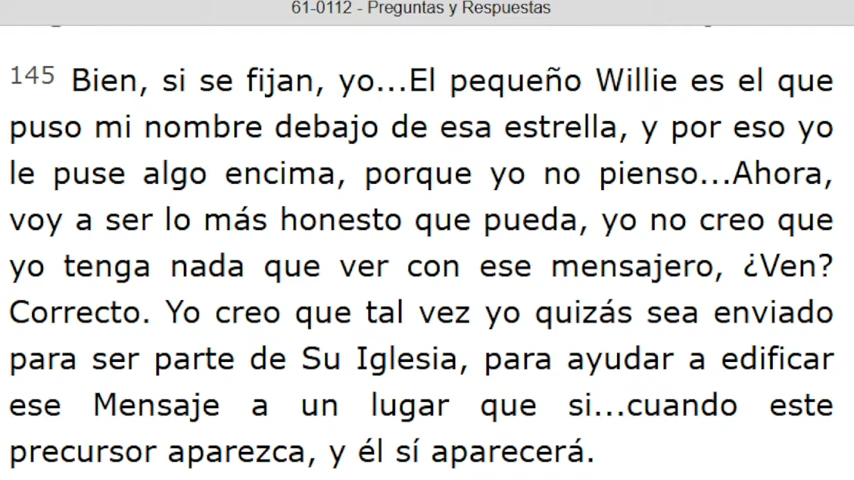 61-0112 - Preguntas y Respuestas
145 Bien, si se fijan, yo...El pequeño Willie es el que
puso mi nombre debajo de esa estrella, y por eso yo
le puse algo encima, porque yo no pienso...Ahora,
voy a ser lo más honesto que pueda, yo no creo que
yo tenga nada que ver con ese mensajero, ¿Ven?
Correcto. Yo creo que tal vez yo quizás sea enviado
para ser parte de Su Iglesia, para ayudar a edificar
ese Mensaje a un lugar que si...cuando este
precursor aparezca, y él sí aparecerá.